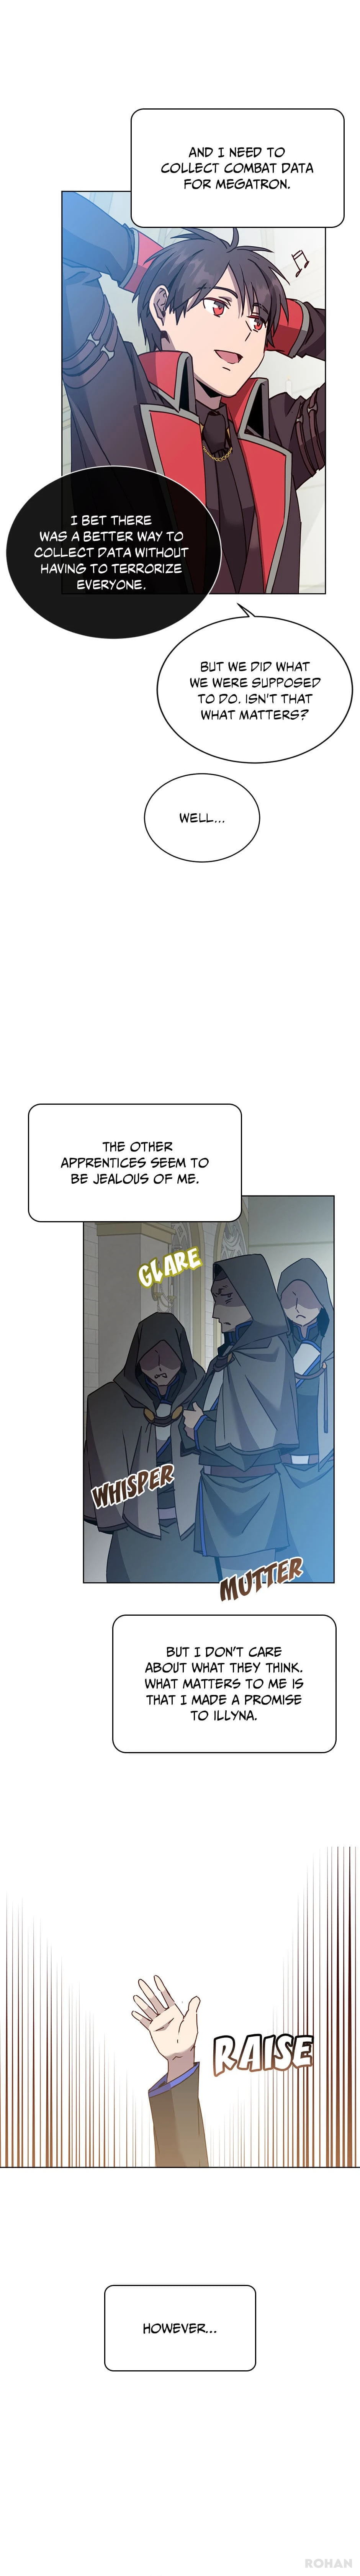 AND I NEED TO
COLLECT COMBAT DATA
FOR MEGATRON.
I BET THERE
WAS A BETTER WAY TO
COLLECT DATA WITHOUT
HAVING TO TERRORIZE
EVERYONE.
BUT WE DID WHAT
WE WERE SUPPOSED
TO DO. ISN'T THAT
WHAT MATTERS?
WELL...
THE OTHER
APPRENTICES SEEM TO
BE JEALOUS OF ME.
GLARE
WHISPER
MUTTER
BUT I DON'T CARE
ABOUT WHAT THEY THINK.
WHAT MATTERS TO ME IS
THAT I MADE A PROMISE
TO ILLYNA.
RAISE
HOWEVER...
ROHAN